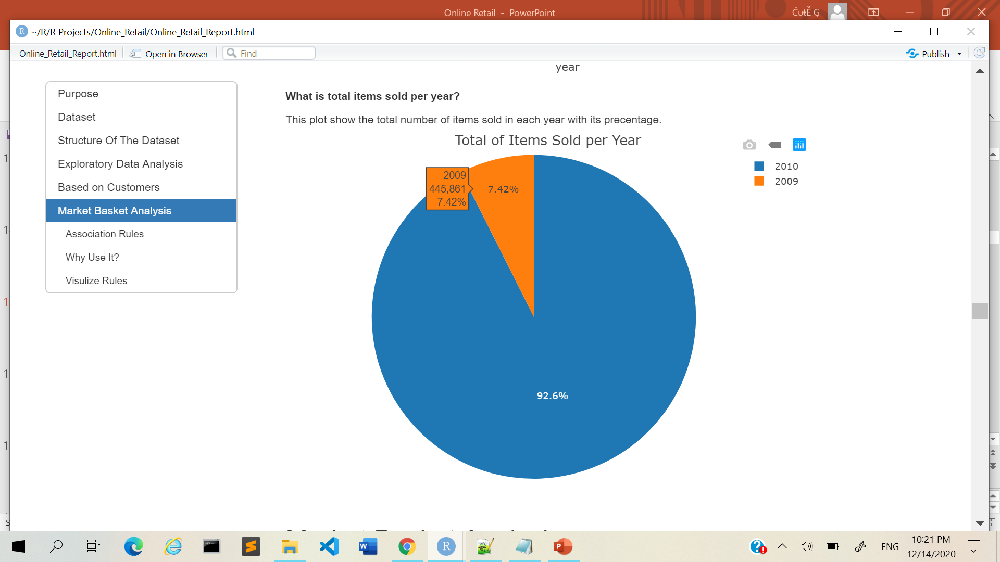 Online Retail - PowerPoint
ĈυŧỄ Ģ
R ~/R/R Projects/Online_Retail/Online_Retail_Report.html
Online_Retail_Report.html
Open in Browser
Find
Publish
year
Purpose
Dataset
Structure Of The Dataset
Exploratory Data Analysis
Based on Customers
Market Basket Analysis
Association Rules
Why Use It?
Visulize Rules
What is total items sold per year?
This plot show the total number of items sold in each year with its precentage.
Total of Items Sold per Year
2010
2009
2009
445,861
7.42%
7.42%
92.6%
ENG
10:21 PM
12/14/2020